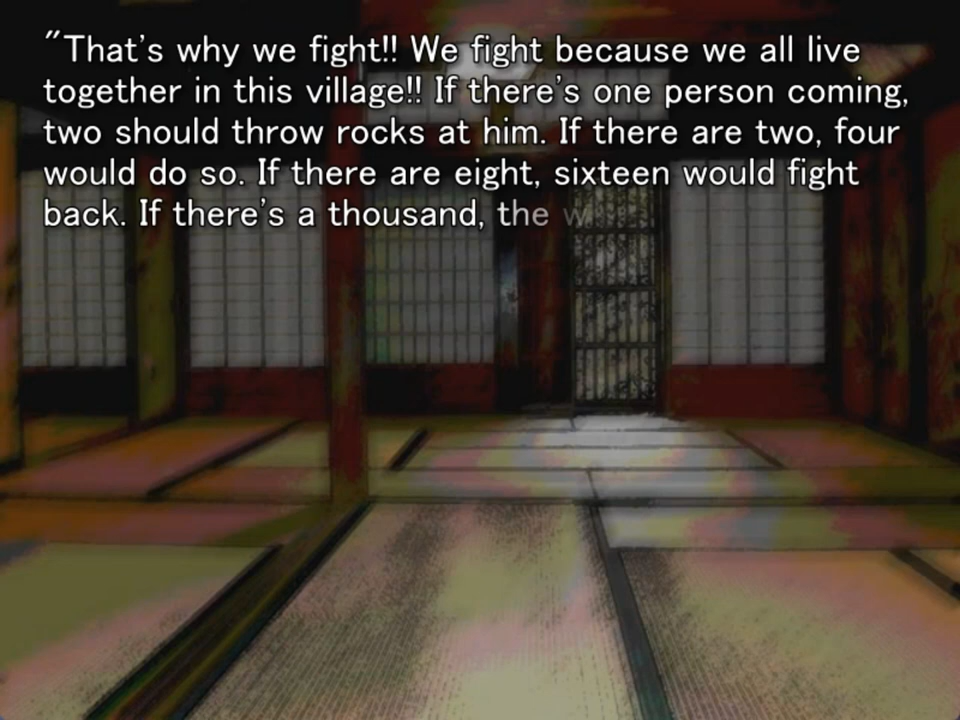 "That's why we fight!! We fight because we all live
together in this village!! If there's one person coming,
two should throw rocks at him. If there are two, four
would do so. If there are eight, sixteen would fight
back. If there's a thousand, the